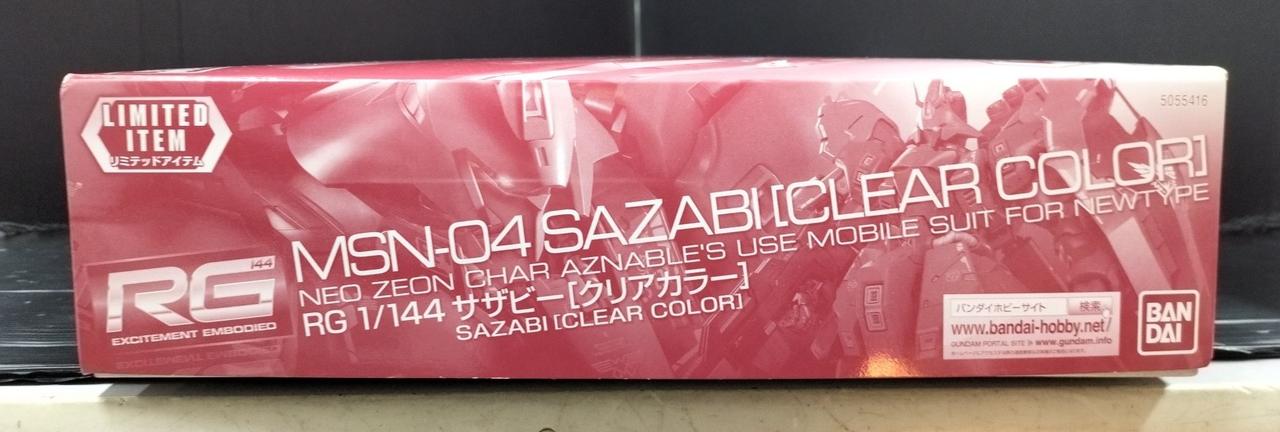 LIMITED
ITEM
リミテッドアイテム
5055416
MSN-04 SAZABI [CLEAR COLOR]
NEO ZEON CHAR AZNABLE'S USE MOBILE SUIT FOR NEWTYPE
RG 1/144 サザビー[クリアカラー]
SAZABI [CLEAR COLOR]
1/44
RG
EXCITEMENT EMBODIED
バンダイホビーサイト 検索
www.bandai-hobby.net/
GUNDAM PORTAL SITE www.gundam.info
BAN
DAI